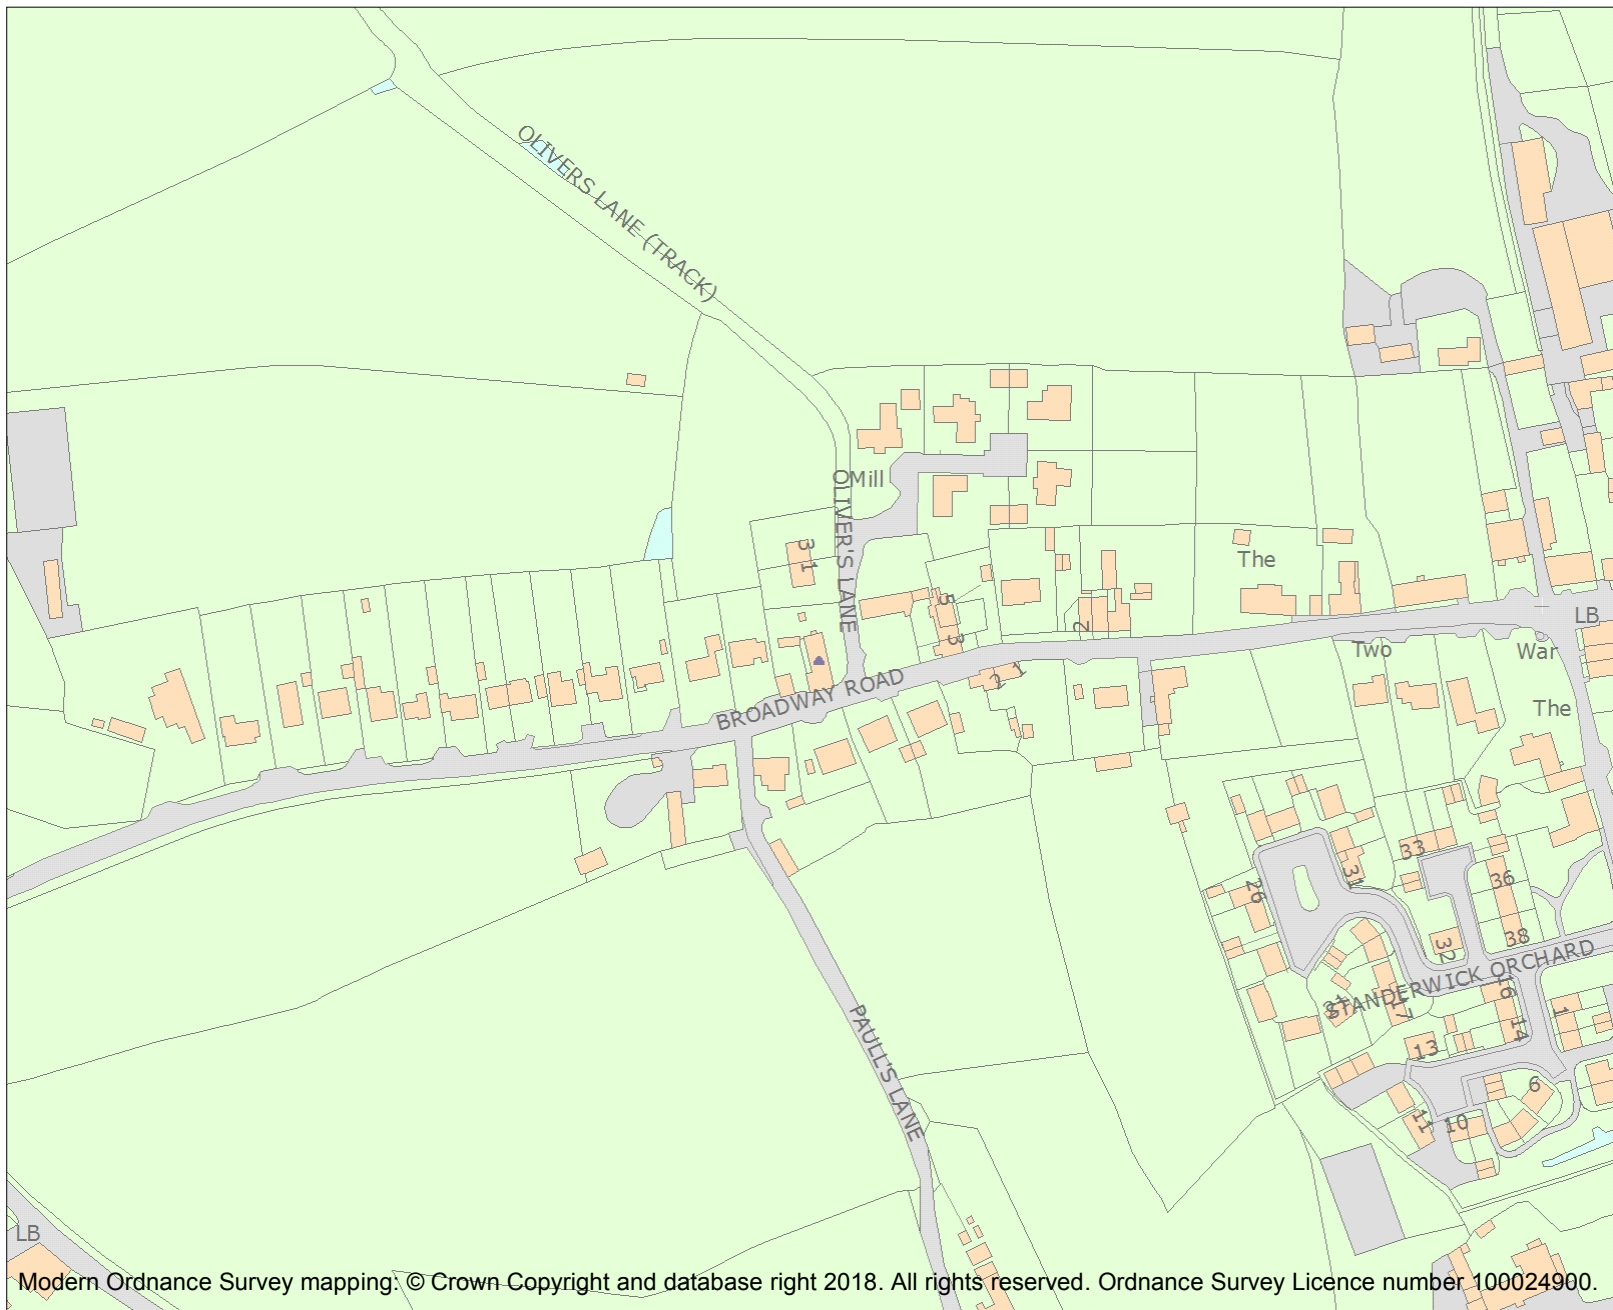 OLIVERS LANE (TRACK)
Mill
OLIVER'S LANE
31
The
5
3
2
LB
Two
War
2 1
BROADWAY ROAD
The
33
31
36
26
38
32
STANDERWICK ORCHARD
16
17
14
1
13
PAULL'S LANE
6
11
10
LB
Modern Ordnance Survey mapping: © Crown Copyright and database right 2018. All rights reserved. Ordnance Survey Licence number 100024900.